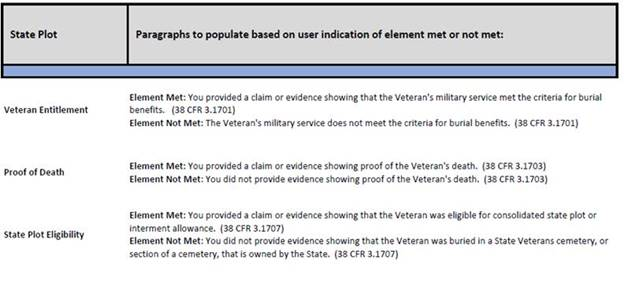 State Plot
Paragraphs to populate based on user indication of element met or not met:
Veteran Entitlement
Element Met: You provided a claim or evidence showing that the Veteran's military service met the criteria for burial
benefits.  (38 CFR 3.1701)
Element Not Met: The Veteran's military service does not meet the criteria for burial benefits.  (38 CFR 3.1701)
Proof of Death
Element Met: You provided a claim or evidence showing proof of the Veteran's death.  (38 CFR 3.1703)
Element Not Met: You did not provide evidence showing proof of the Veteran's death.  (38 CFR 3.1703)
State Plot Eligibility
Element Met: You provided a claim or evidence showing that the Veteran was eligible for consolidated state plot or
interment allowance.  (38 CFR 3.1707)
Element Not Met: You did not provide evidence showing that the Veteran was buried in a State Veterans cemetery, or
section of a cemetery, that is owned by the State.  (38 CFR 3.1707)